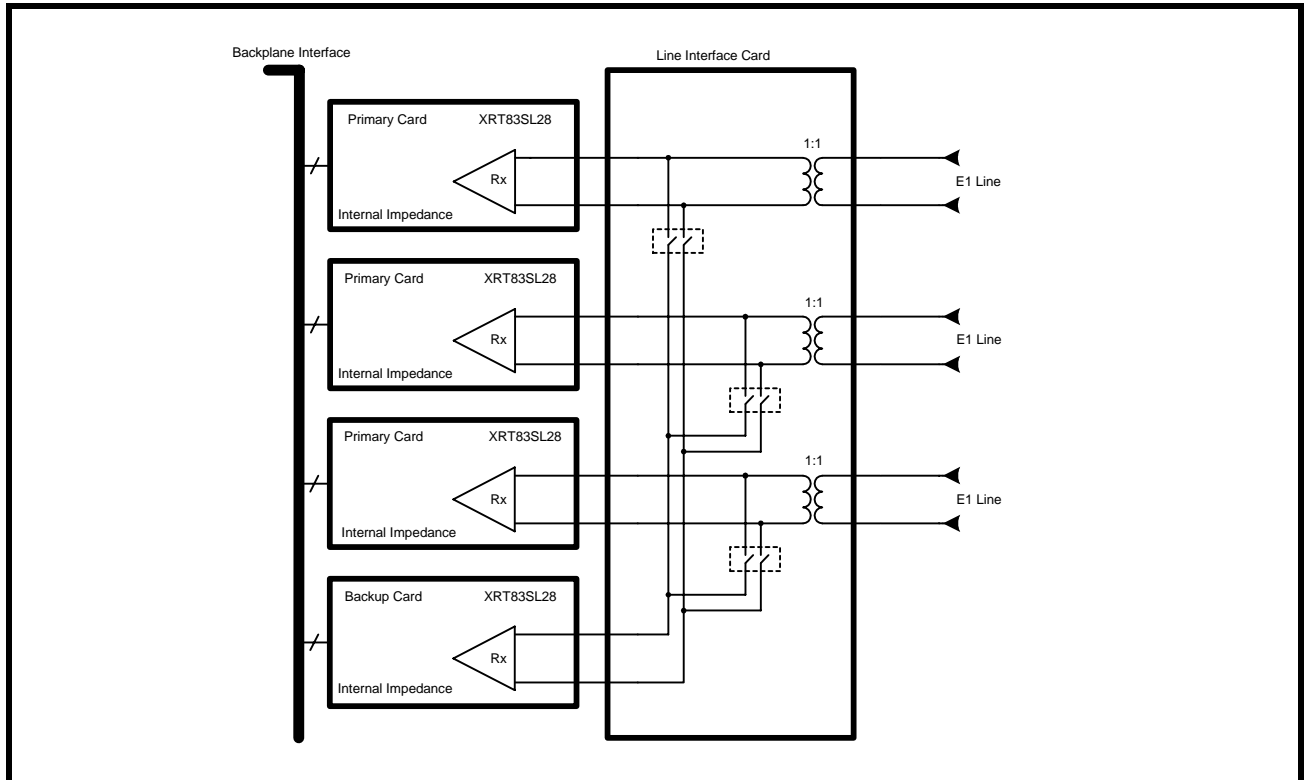 Backplane Interface
Line Interface Card
Primary Card XRT83SL28
Rx
Internal Impedance
1:1
E1 Line
Primary Card XRT83SL28
Rx
Internal Impedance
1:1
E1 Line
Primary Card XRT83SL28
Rx
Internal Impedance
1:1
E1 Line
Backup Card XRT83SL28
Rx
Internal Impedance